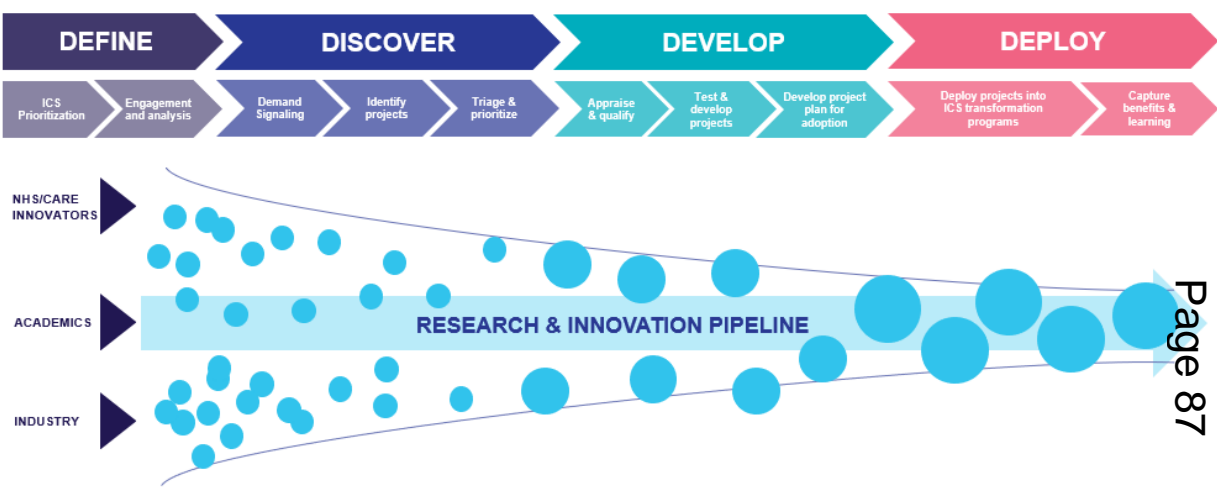 DEFINE
DISCOVER
DEVELOP
DEPLOY
ICS
Prioritization
Engagement
and analysis
Demand
Signaling
Identify
projects
Triage &
prioritize
Appraise
& qualify
Test &
develop
projects
Develop project
plan for
adoption
Deploy projects into
ICS transformation
programs
Capture
benefits &
learning
NHS/CARE
INNOVATORS
ACADEMICS
RESEARCH & INNOVATION PIPELINE
INDUSTRY
Page 87